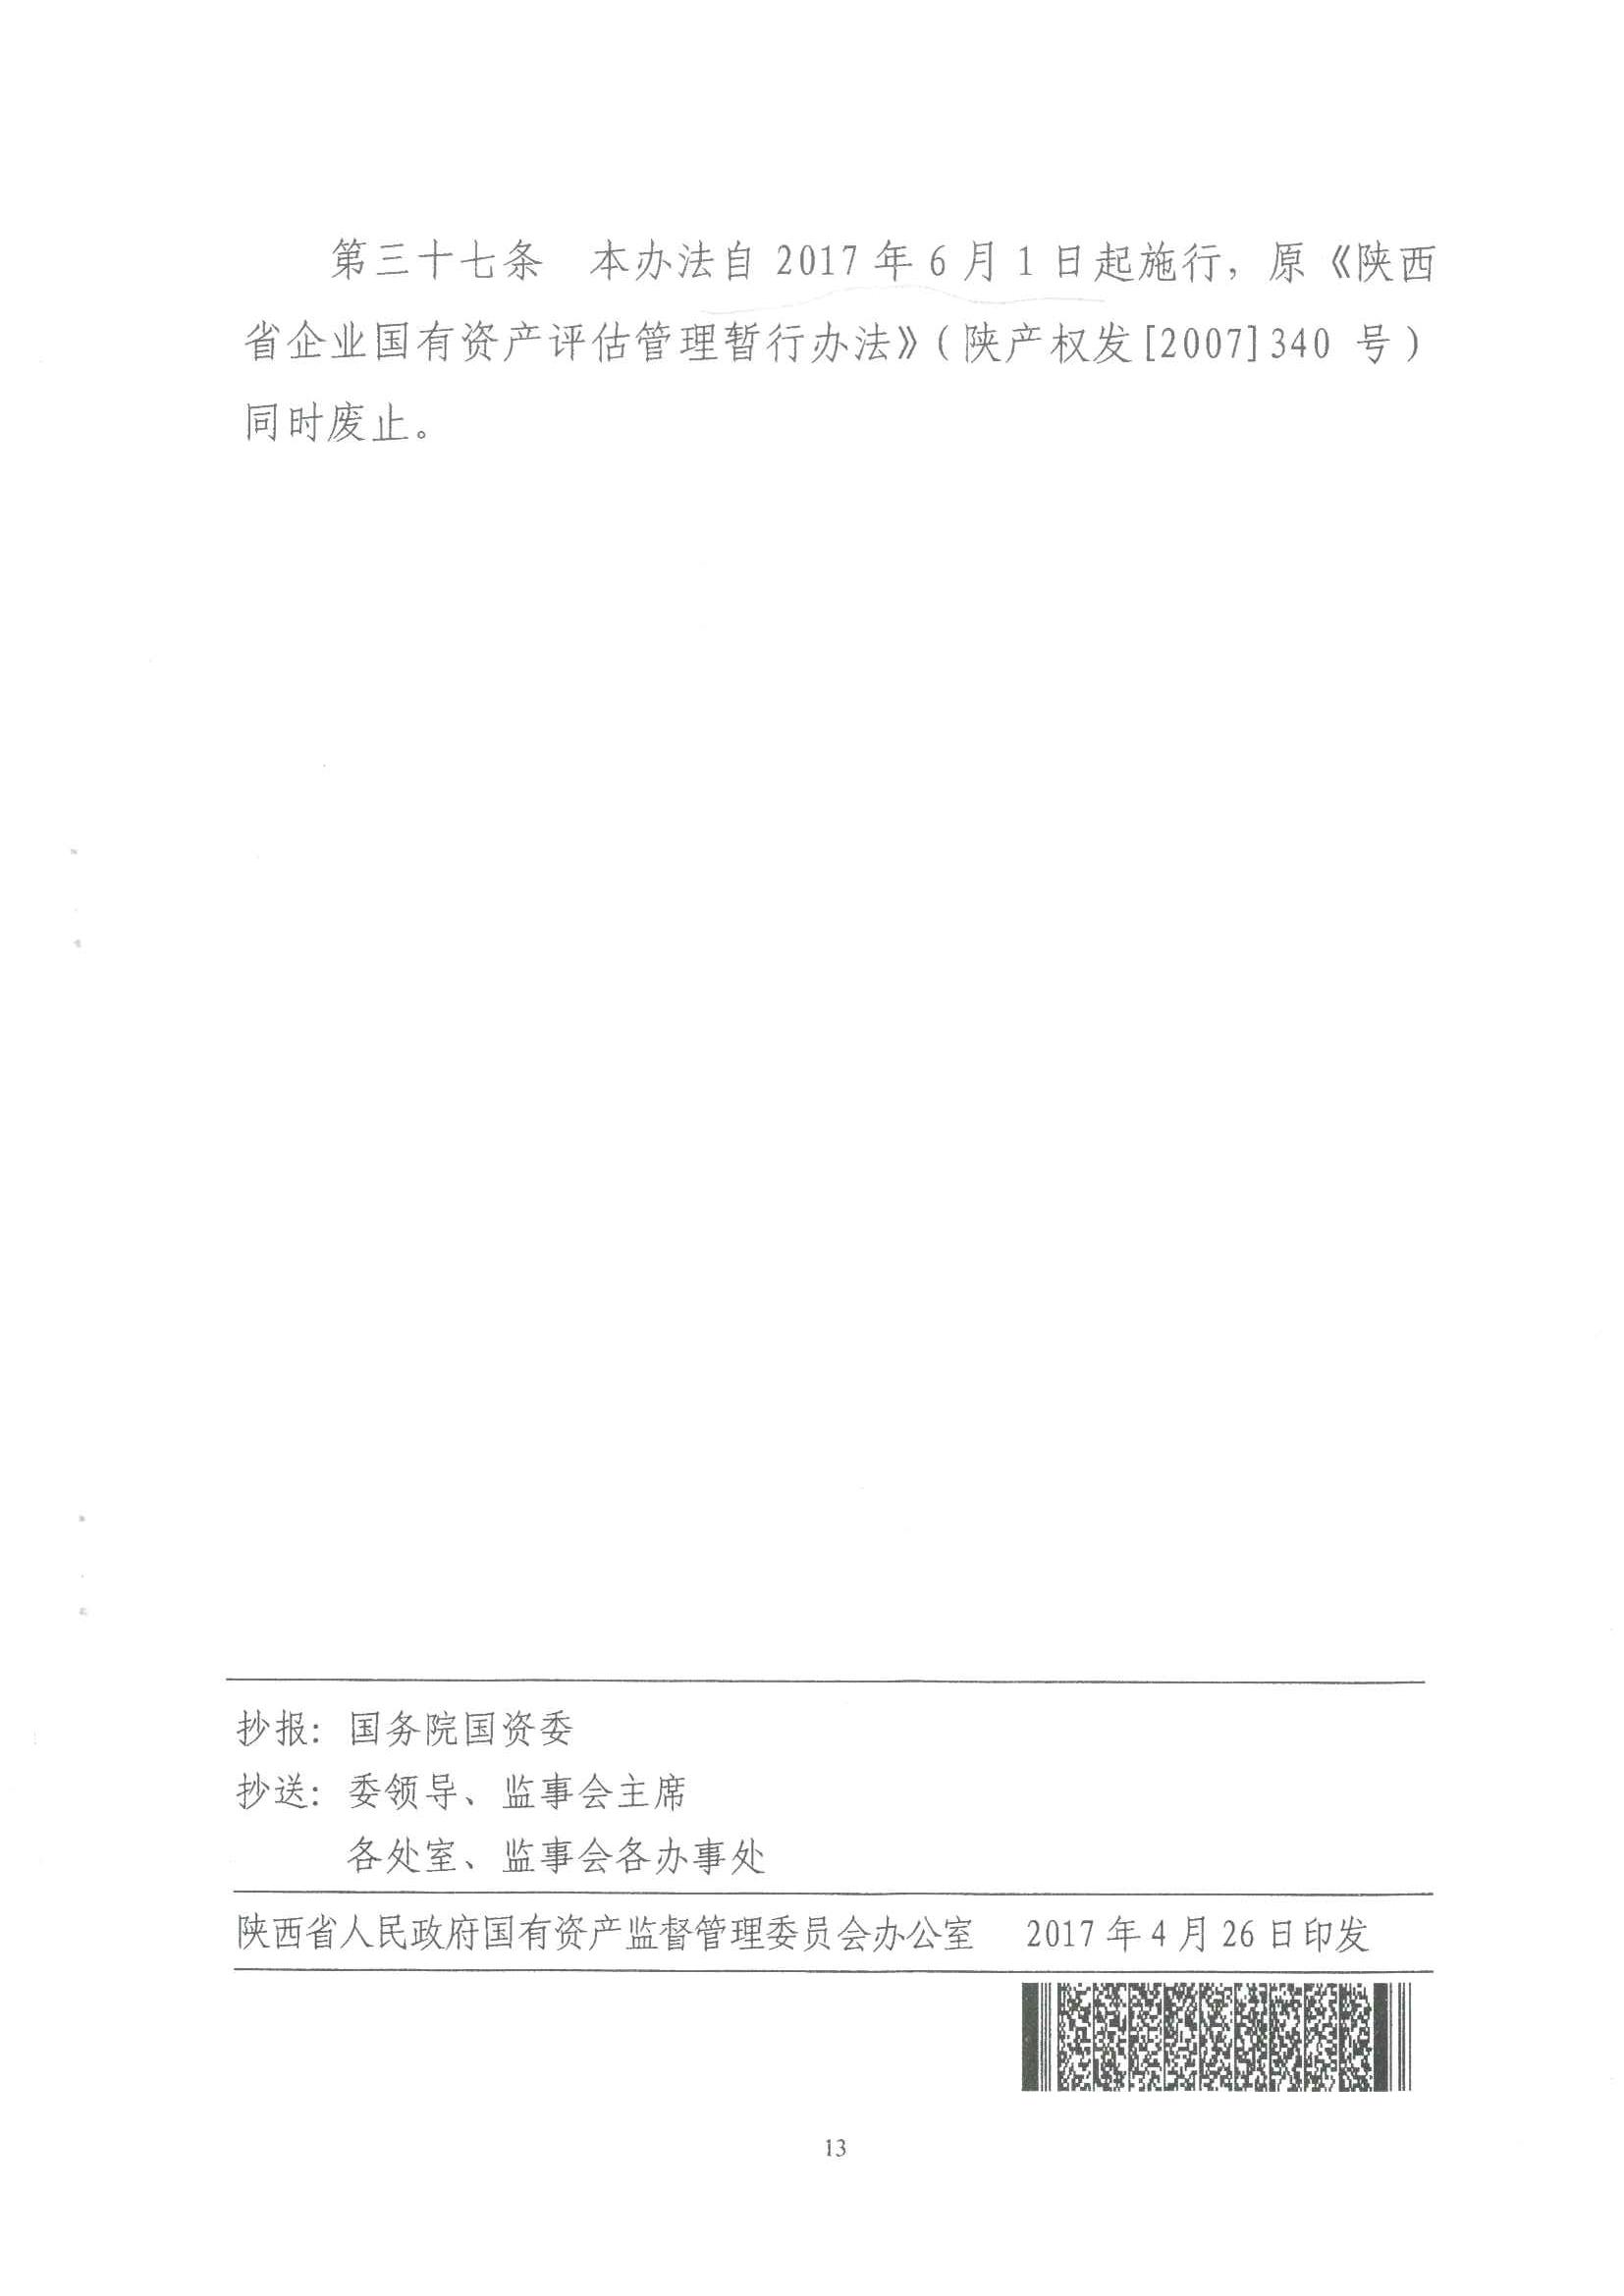 第三十七条　本办法自 2017 年 6 月 1 日起施行，原《陕西
省企业国有资产评估管理暂行办法》（陕产权发[2007]340 号）
同时废止。
抄报：国务院国资委
抄送：委领导、监事会主席
各处室、监事会各办事处
陕西省人民政府国有资产监督管理委员会办公室　2017 年 4 月 26 日印发
13